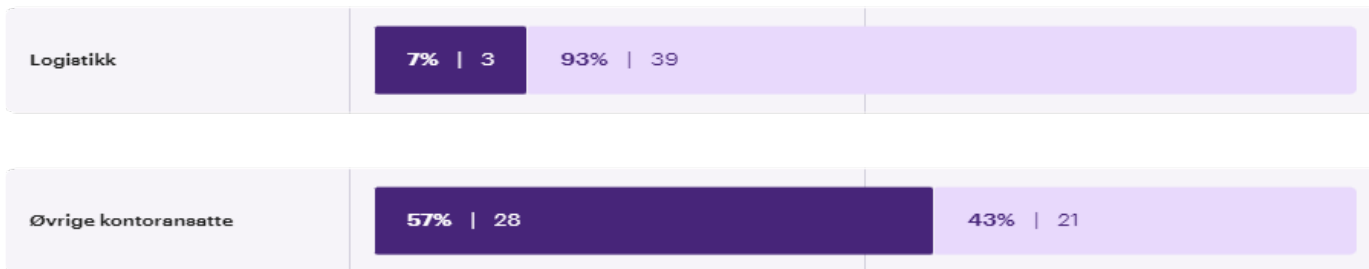 Logistikk 7% | 3 93% | 39
Øvrige kontoransatte 57% | 28 43% | 21